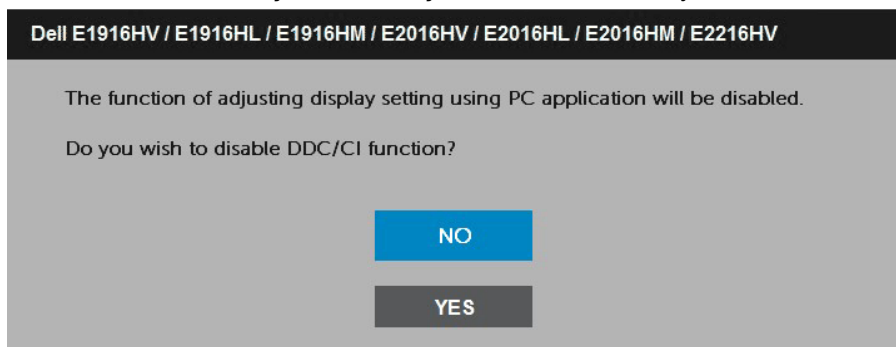 Dell E1916HV / E1916HL / E1916HM / E2016HV / E2016HL / E2016HM / E2216HV
The function of adjusting display setting using PC application will be disabled.
Do you wish to disable DDC/CI function?
NO
YES